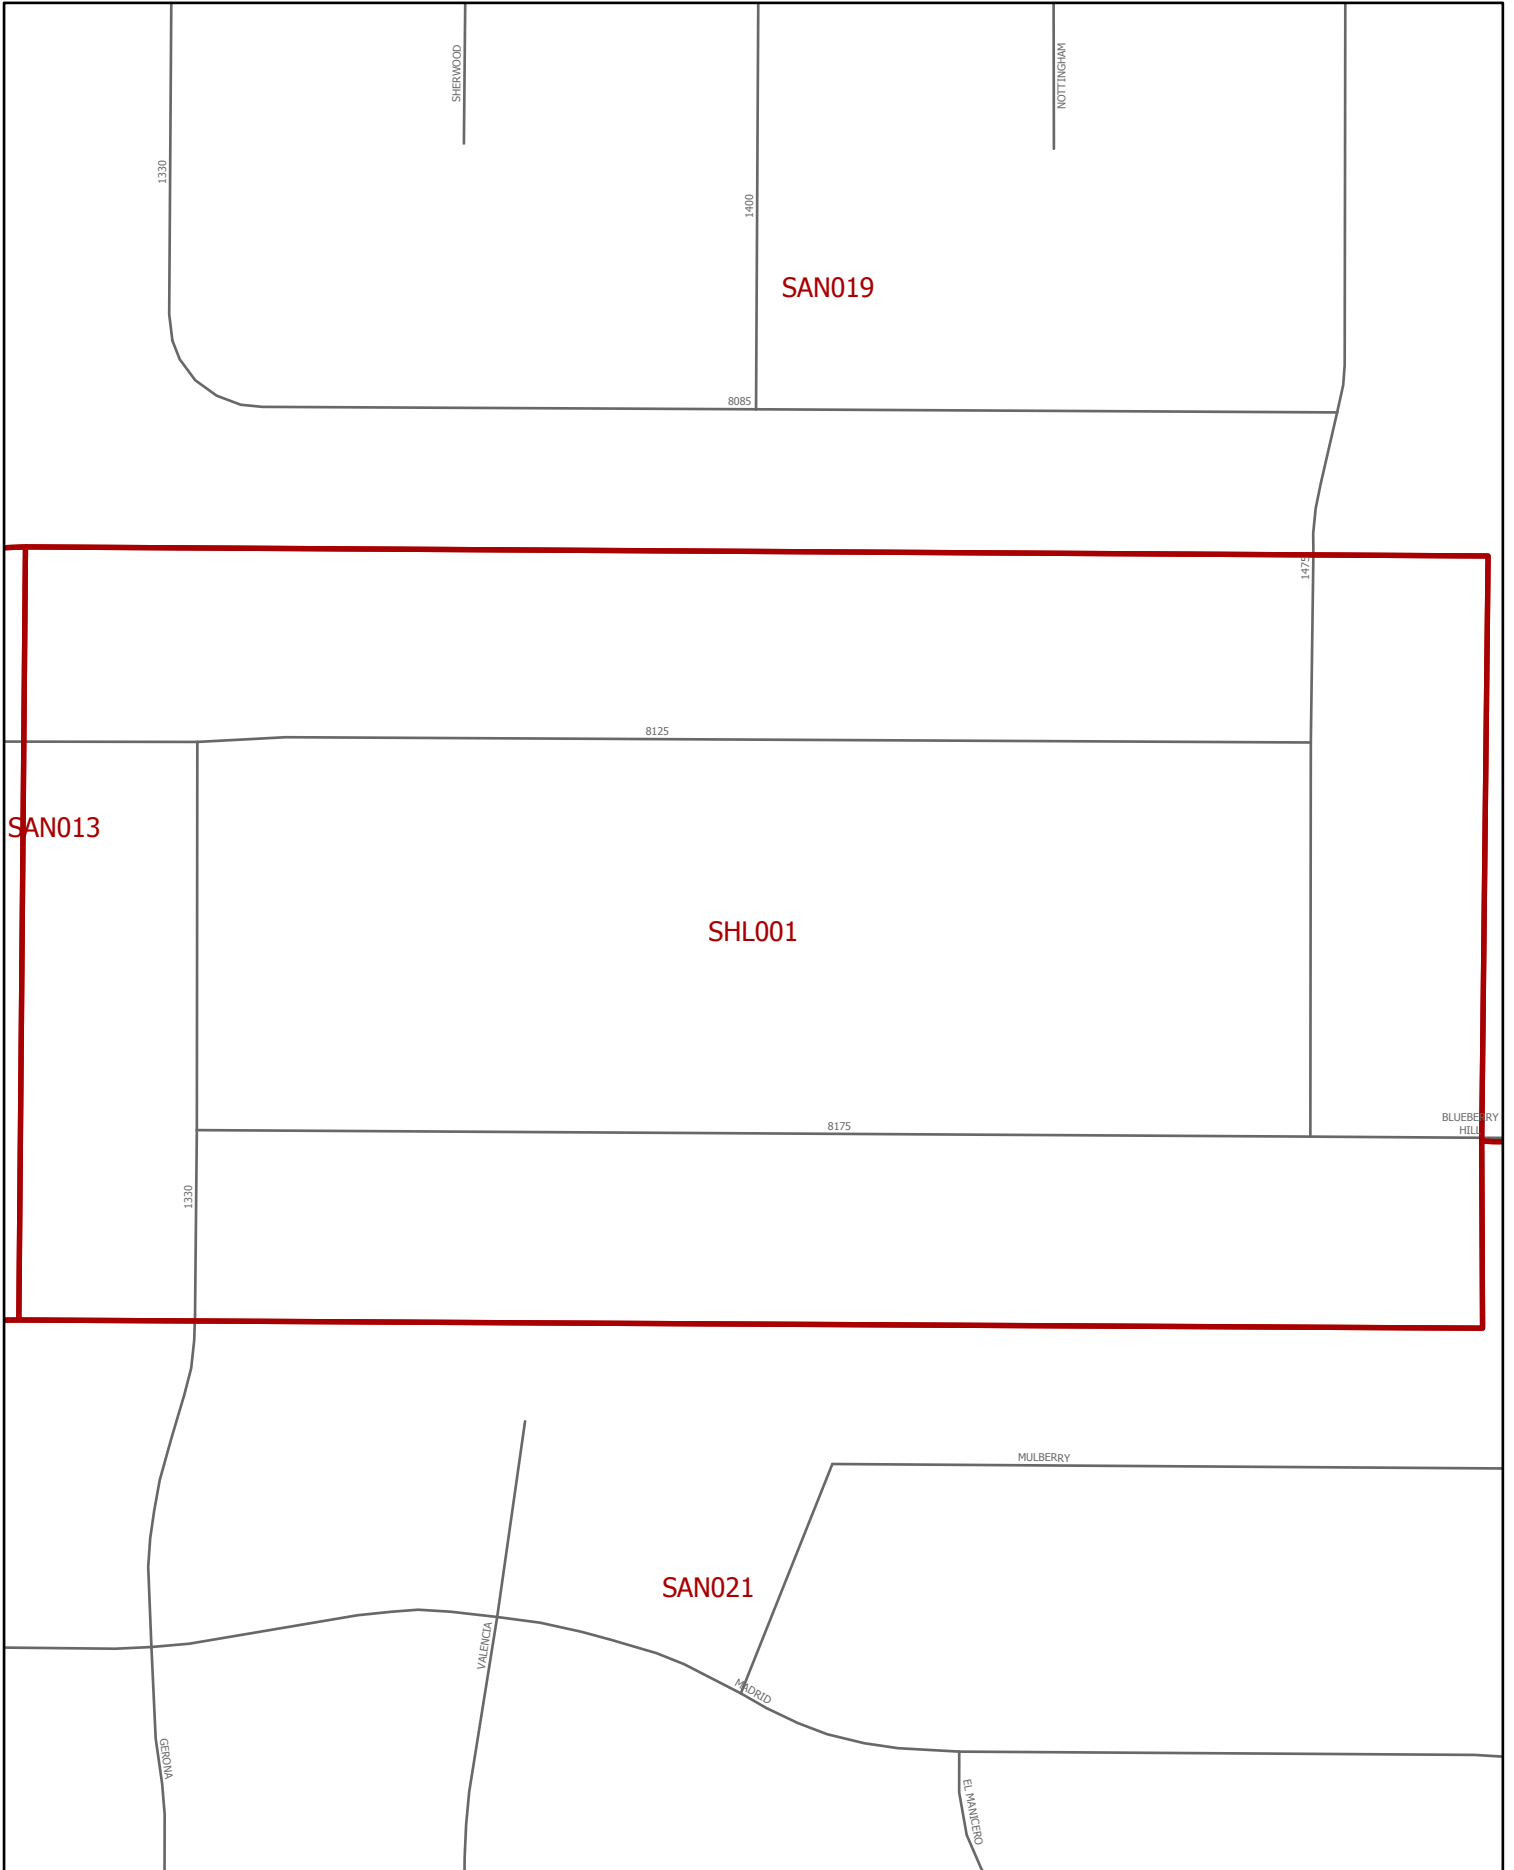 SHERWOOD
NOTTINGHAM
1330
1400
SAN019
8085
1475
8125
SAN013
SHL001
BLUEBERRY
HILL
8175
1330
MULBERRY
SAN021
VALENCIA
MADRID
GERONA
EL MANICERO